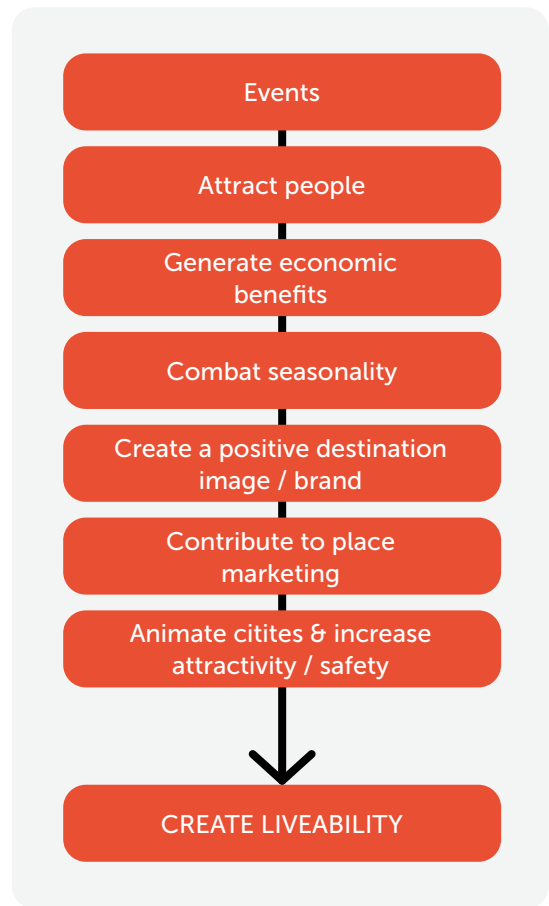 Events
Attract people
Generate economic
benefits
Combat seasonality
Create a positive destination
image / brand
Contribute to place
marketing
Animate citites & increase
attractivity / safety
CREATE LIVEABILITY